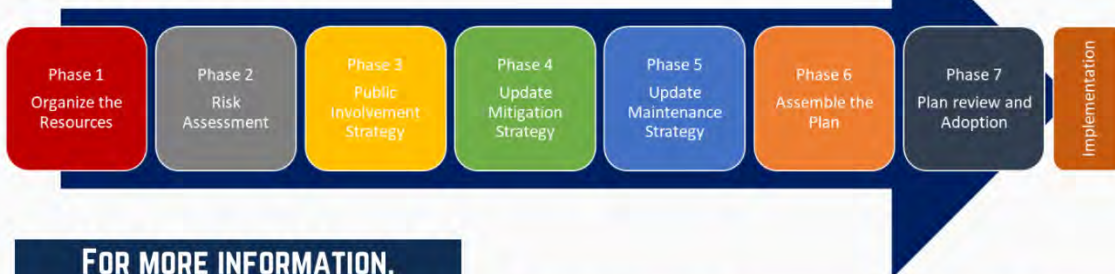 Phase 1
Organize the
Resources
Phase 2
Risk
Assessment
Phase 3
Public
Involvement
Strategy
Phase 4
Update
Mitigation
Strategy
Phase 5
Update
Maintenance
Strategy
Phase 6
Assemble the
Plan
Phase 7
Plan review and
Adoption
Implementation
FOR MORE INFORMATION,